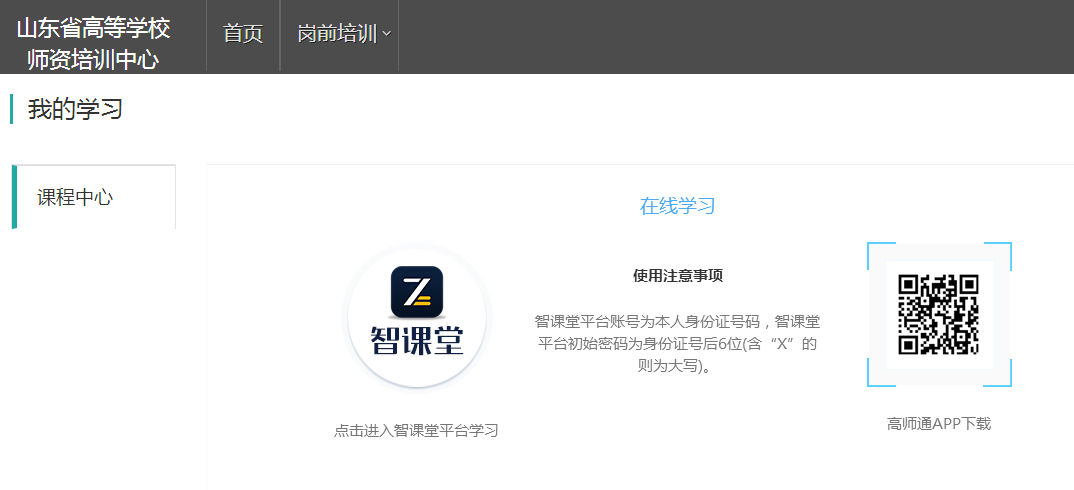 山东省高等学校
师资培训中心
首页
岗前培训
我的学习
课程中心
在线学习
智课堂
点击进入智课堂平台学习
使用注意事项
智课堂平台账号为本人身份证号码，智课堂
平台初始密码为身份证号后6位(含“X”的
则为大写)。
高师通APP下载